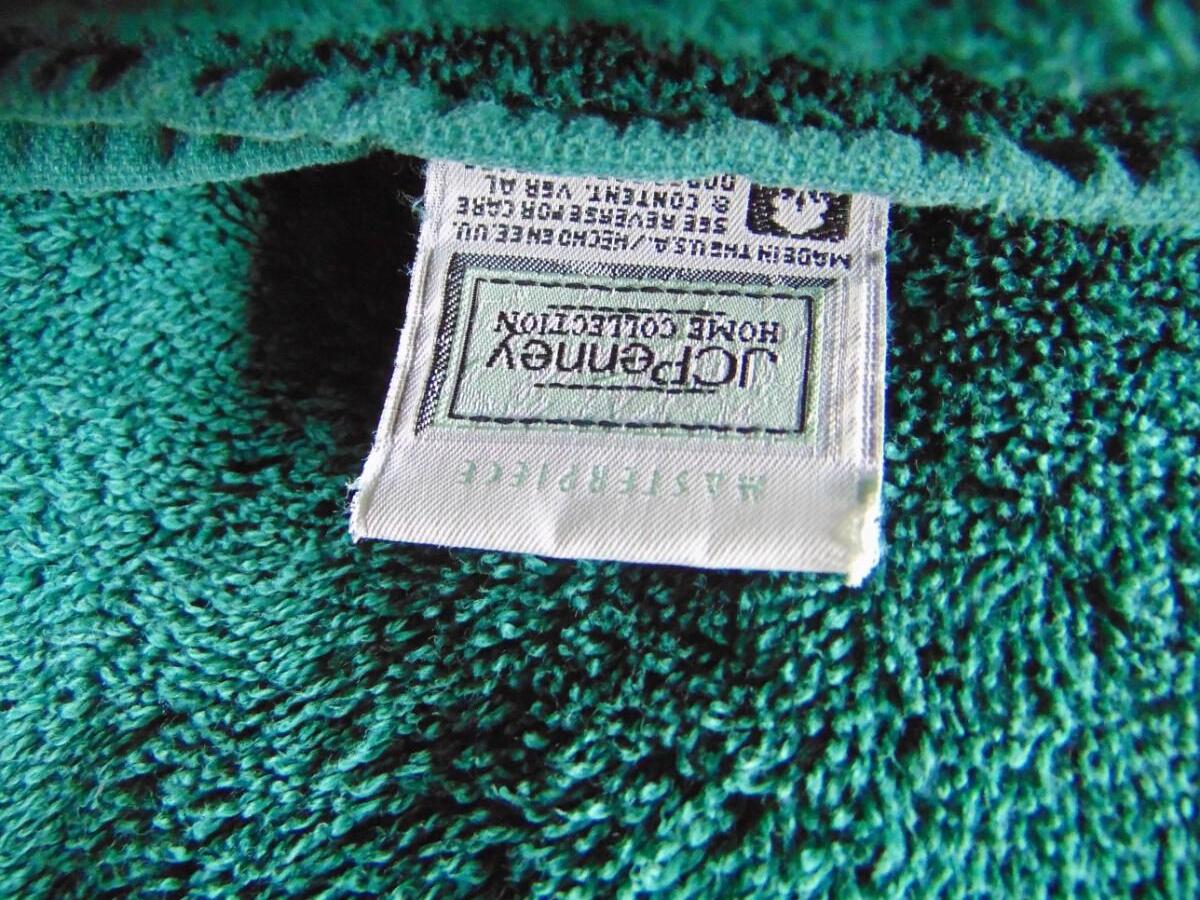 MASTERPIECE
JCPenney
HOME COLLECTION
MADE IN THE U.S.A./HECHO EN EE.UU.
SEE REVERSE FOR CARE
& CONTENT. VER AL